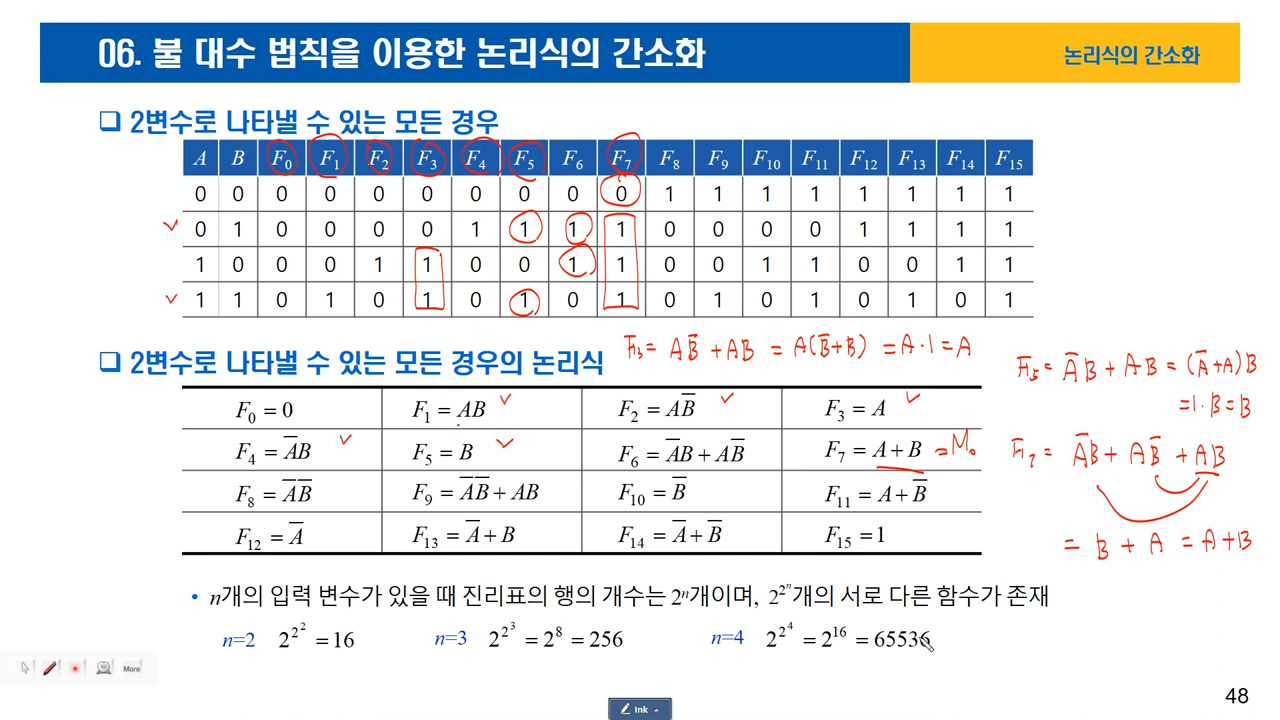 06. 불 대수 법칙을 이용한 논리식의 간소화
논리식의 간소화
❑ 2변수로 나타낼 수 있는 모든 경우
A B F₀ F₁ F₂ F₃ F₄ F₅ F₆ F₇ F₈ F₉ F₁₀ F₁₁ F₁₂ F₁₃ F₁₄ F₁₅
0 0 0 0 0 0 0 0 0 0 1 1 1 1 1 1 1 1
0 1 0 0 0 0 1 1 1 1 0 0 0 0 1 1 1 1
1 0 0 0 1 1 0 0 1 1 0 0 1 1 0 0 1 1
1 1 0 1 0 1 0 1 0 1 0 1 0 1 0 1 0 1
F₃ = AB̅ + AB = A(B̅+B) = A·1 = A
❑ 2변수로 나타낼 수 있는 모든 경우의 논리식
F₅ = A̅B + AB = (A̅+A)B
=1·B=B
F₀ = 0 F₁ = AB F₂ = AB̅ F₃ = A
F₄ = A̅B F₅ = B F₆ = A̅B + AB̅ F₇ = A + B = M₀
F₇ = A̅B + AB̅ + AB
F₈ = A̅B̅ F₉ = A̅B̅ + AB F₁₀ = B̅ F₁₁ = A + B̅
F₁₂ = A̅ F₁₃ = A̅ + B F₁₄ = A̅ + B̅ F₁₅ = 1
= B + A = A+B
• n개의 입력 변수가 있을 때 진리표의 행의 개수는 2ⁿ개이며, 2^2ⁿ개의 서로 다른 함수가 존재
n=2 2^2² = 16 n=3 2^2³ = 2⁸ = 256 n=4 2^2⁴ = 2¹⁶ = 65536
More
Ink
48